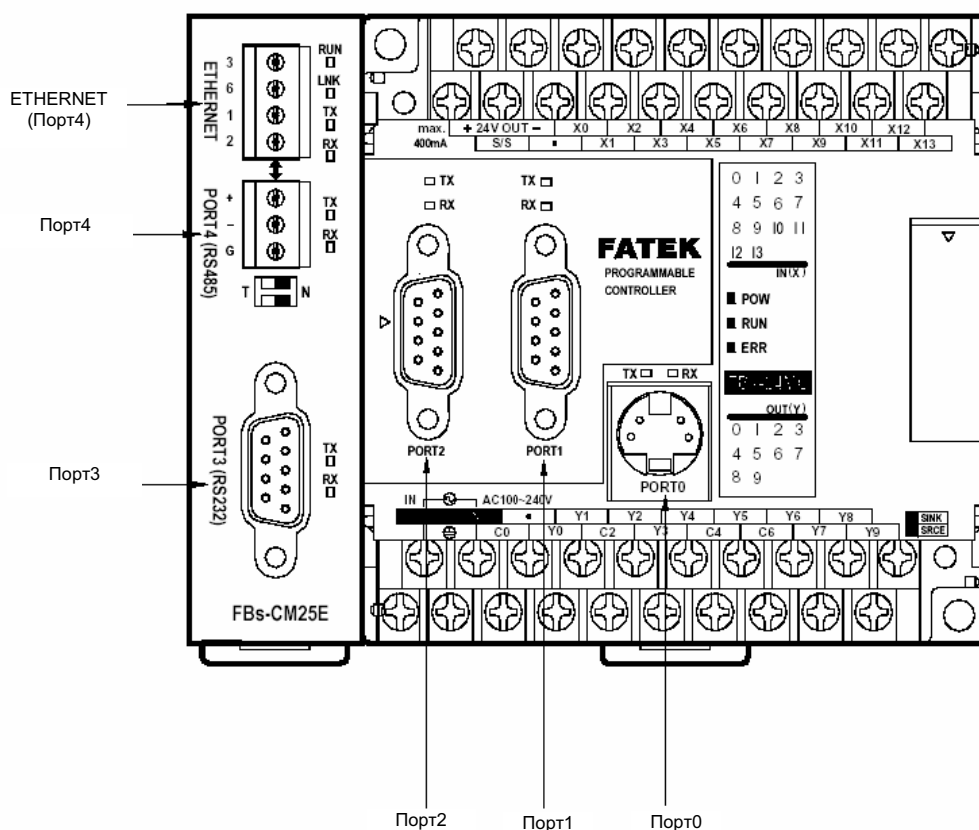 ETHERNET
(Порт4)
Порт4
Порт3
ETHERNET
3
6
1
2
RUN
LNK
TX
RX
PORT4 (RS485)
+
−
G
TX
RX
T
N
PORT3 (RS232)
TX
RX
FBs-CM25E
max.
400mA
+ 24V OUT − X0 X2 X4 X6 X8 X10 X12
S/S • X1 X3 X5 X7 X9 X11 X13
TX
RX
TX
RX
PORT2
PORT1
FATEK
PROGRAMMABLE
CONTROLLER
TX RX
PORT0
0 1 2 3
4 5 6 7
8 9 10 11
12 13
IN(X)
POW
RUN
ERR
OUT(Y)
0 1 2 3
4 5 6 7
8 9
IN AC100~240V
• Y1 Y2 Y4 Y5 Y6 Y8
C0 Y0 C2 Y3 C4 C6 Y7 Y9
SINK
SRCE
Порт2
Порт1
Порт0